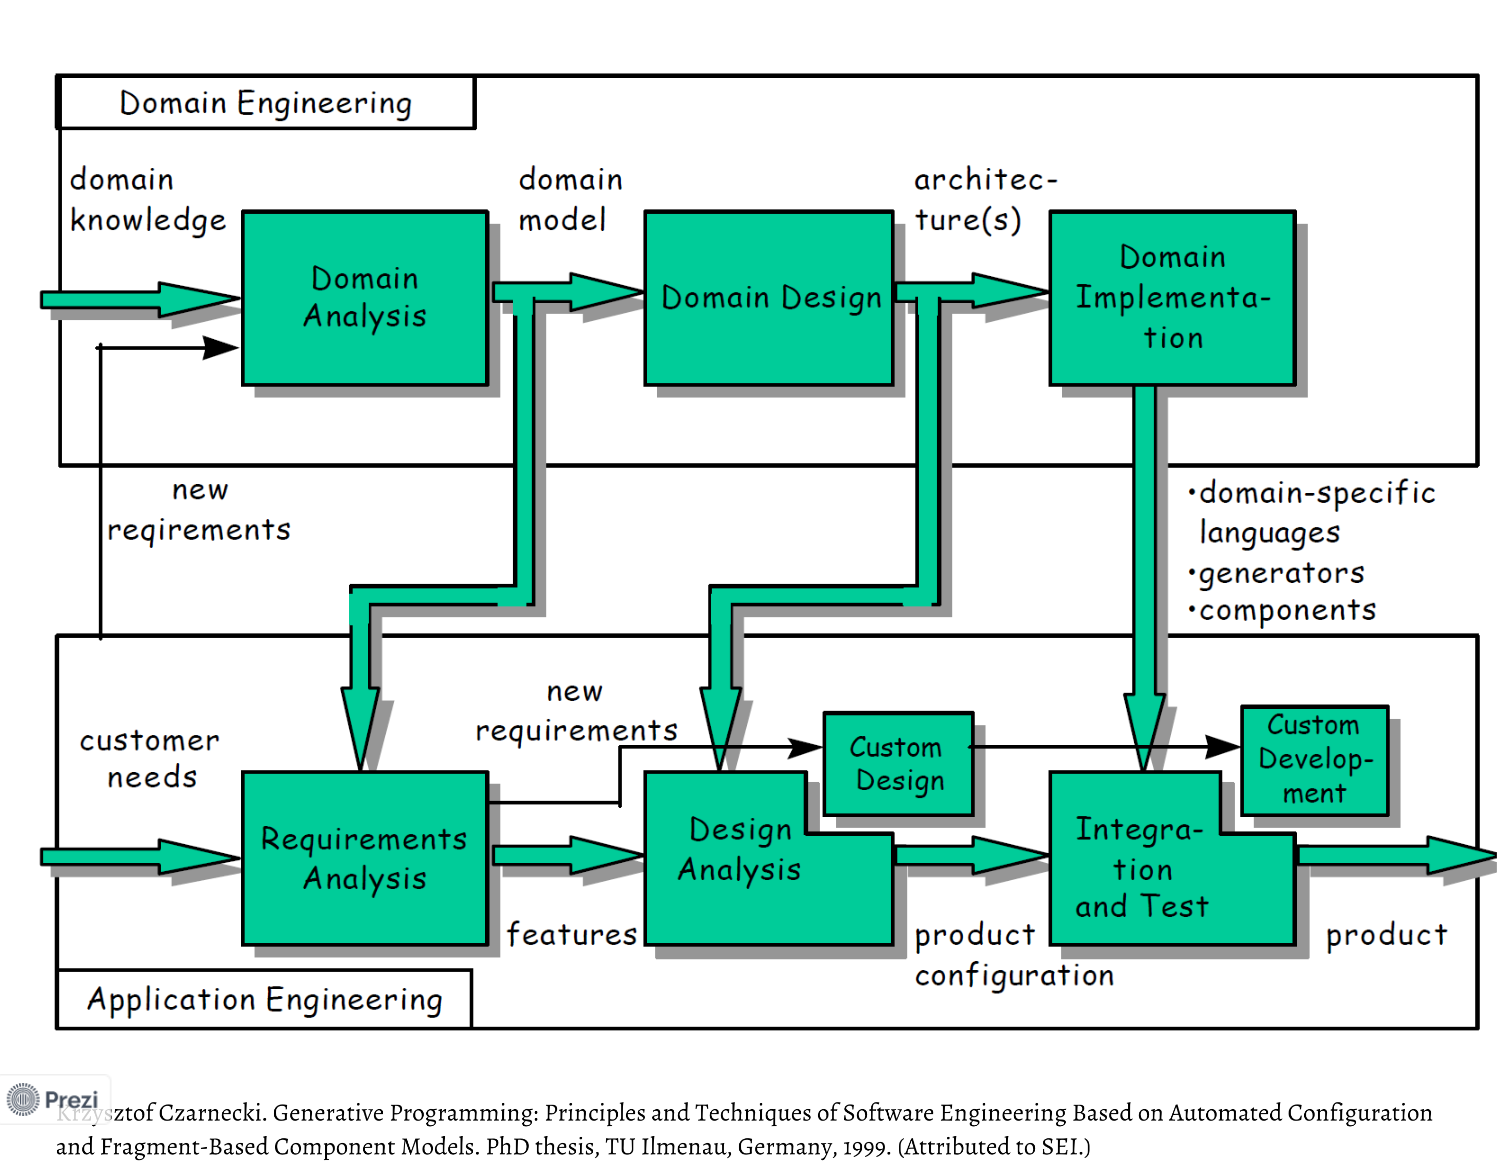 Domain Engineering
domain
knowledge
domain
model
architec-
ture(s)
Domain
Analysis
Domain Design
Domain
Implementa-
tion
new
reqirements
•domain-specific
languages
•generators
•components
customer
needs
new
requirements
Custom
Design
Custom
Develop-
ment
Requirements
Analysis
Design
Analysis
Integra-
tion
and Test
features
product
configuration
product
Application Engineering
Prezi
Krzysztof Czarnecki. Generative Programming: Principles and Techniques of Software Engineering Based on Automated Configuration
and Fragment-Based Component Models. PhD thesis, TU Ilmenau, Germany, 1999. (Attributed to SEI.)